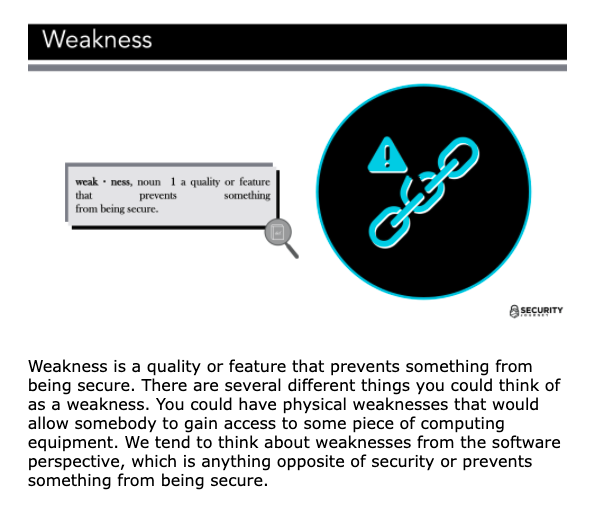 Weakness
weak · ness, noun 1 a quality or feature
that prevents something
from being secure.
SECURITY
JOURNEY
Weakness is a quality or feature that prevents something from
being secure. There are several different things you could think of
as a weakness. You could have physical weaknesses that would
allow somebody to gain access to some piece of computing
equipment. We tend to think about weaknesses from the software
perspective, which is anything opposite of security or prevents
something from being secure.